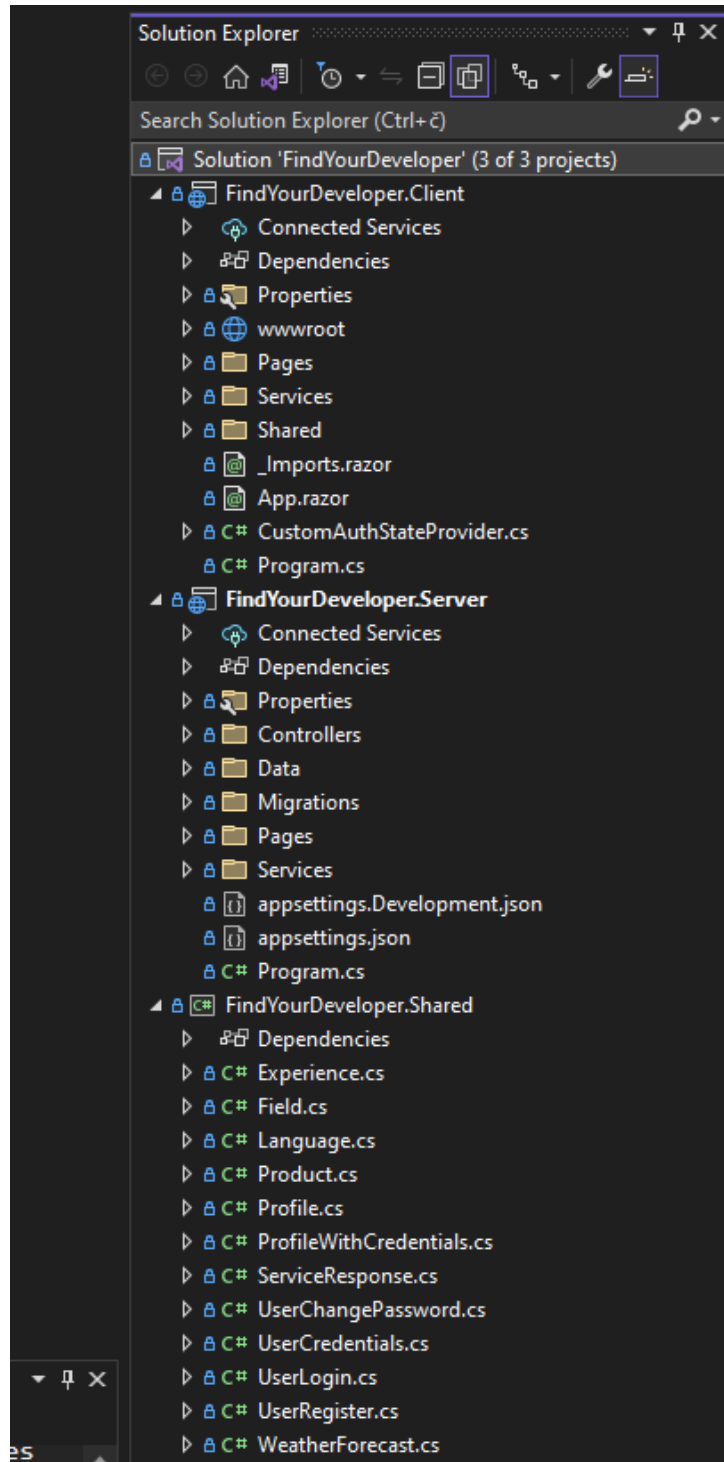 Solution Explorer
Search Solution Explorer (Ctrl+č)
Solution 'FindYourDeveloper' (3 of 3 projects)
FindYourDeveloper.Client
Connected Services
Dependencies
Properties
wwwroot
Pages
Services
Shared
_Imports.razor
App.razor
C# CustomAuthStateProvider.cs
C# Program.cs
FindYourDeveloper.Server
Connected Services
Dependencies
Properties
Controllers
Data
Migrations
Pages
Services
appsettings.Development.json
appsettings.json
C# Program.cs
C# FindYourDeveloper.Shared
Dependencies
C# Experience.cs
C# Field.cs
C# Language.cs
C# Product.cs
C# Profile.cs
C# ProfileWithCredentials.cs
C# ServiceResponse.cs
C# UserChangePassword.cs
C# UserCredentials.cs
C# UserLogin.cs
C# UserRegister.cs
C# WeatherForecast.cs